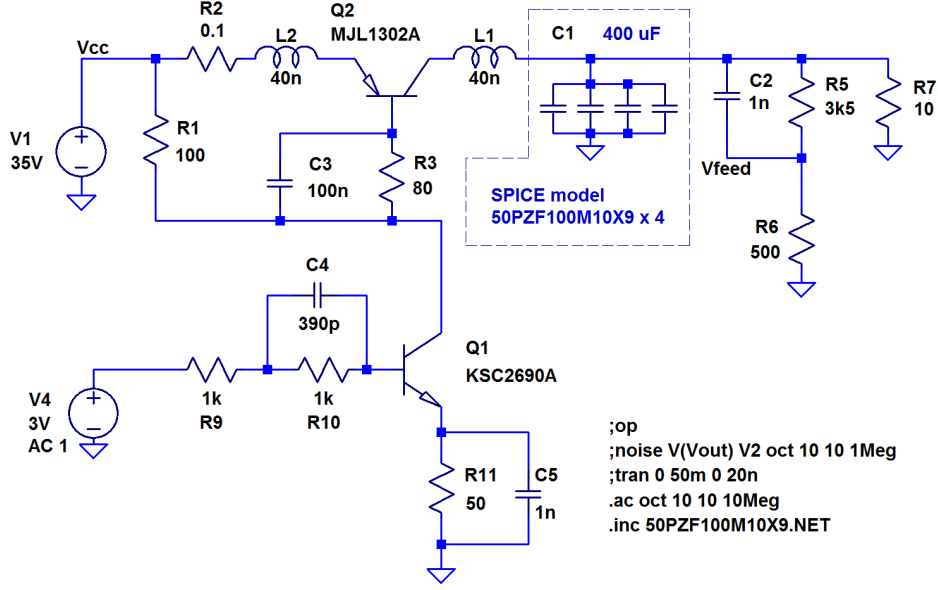 R2
0.1
Q2
MJL1302A
L2
40n
L1
40n
C1 400 uF
Vcc
V1
35V
R1
100
C3
100n
R3
80
C2
1n
R5
3k5
R7
10
Vfeed
SPICE model
50PZF100M10X9 x 4
R6
500
C4
390p
Q1
KSC2690A
V4
3V
AC 1
1k
R9
1k
R10
R11
50
C5
1n
;op
;noise V(Vout) V2 oct 10 10 1Meg
;tran 0 50m 0 20n
.ac oct 10 10 10Meg
.inc 50PZF100M10X9.NET